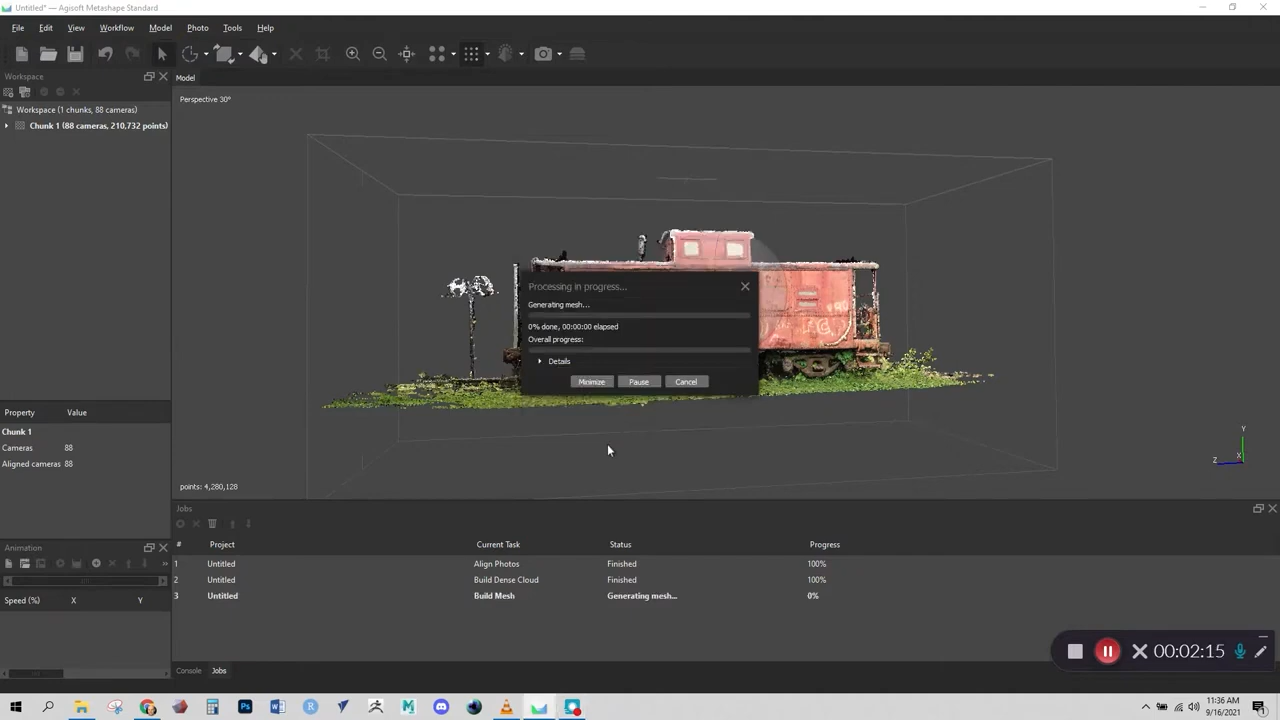 Untitled* — Agisoft Metashape Standard
File Edit View Workflow Model Photo Tools Help
Workspace
Model
Workspace (1 chunks, 88 cameras)
Chunk 1 (88 cameras, 210,732 points)
Perspective 30°
Processing in progress...
Generating mesh...
0% done, 00:00:00 elapsed
Overall progress:
Details
Minimize Pause Cancel
Property Value
Chunk 1
Cameras 88
Aligned cameras 88
Y
Z X
points: 4,280,128
Jobs
# Project Current Task Status Progress
1 Untitled Align Photos Finished 100%
2 Untitled Build Dense Cloud Finished 100%
3 Untitled Build Mesh Generating mesh... 0%
Animation
Speed (%) X Y
Console Jobs
00:02:15
11:36 AM
9/16/2021